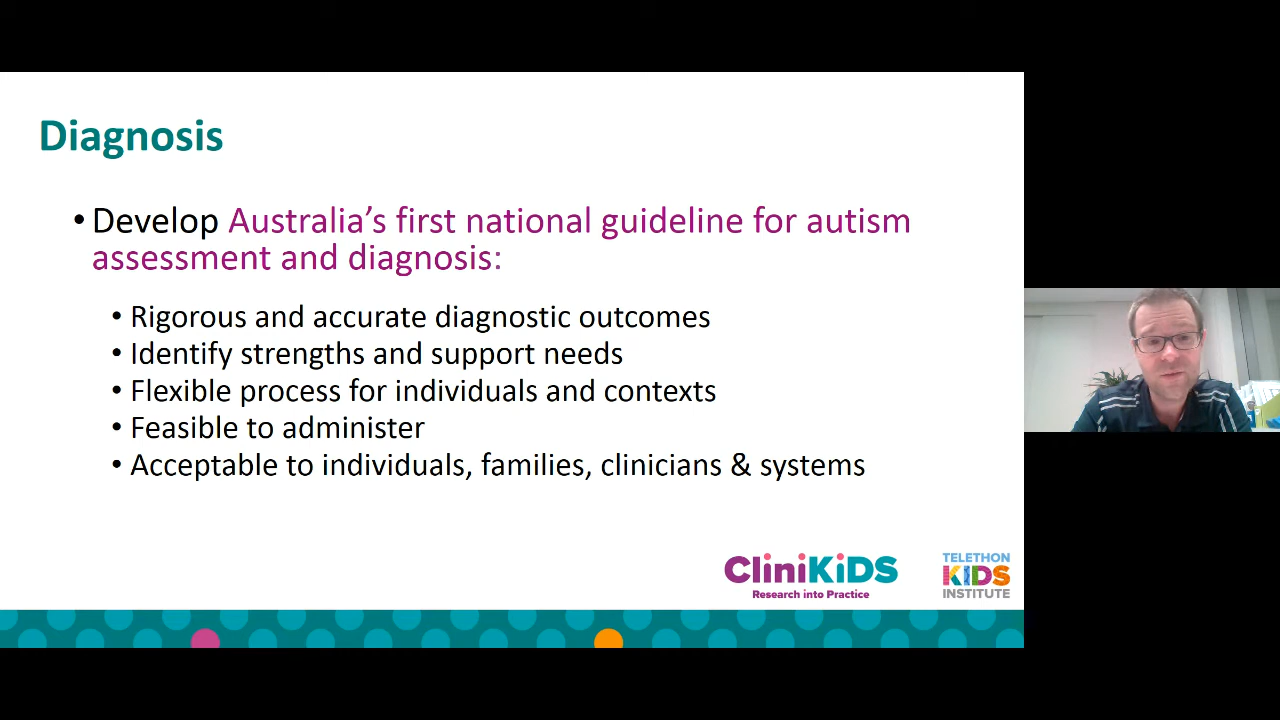 Diagnosis
• Develop Australia's first national guideline for autism
assessment and diagnosis:
• Rigorous and accurate diagnostic outcomes
• Identify strengths and support needs
• Flexible process for individuals and contexts
• Feasible to administer
• Acceptable to individuals, families, clinicians & systems
CliniKiDS
Research into Practice
TELETHON
KIDS
INSTITUTE